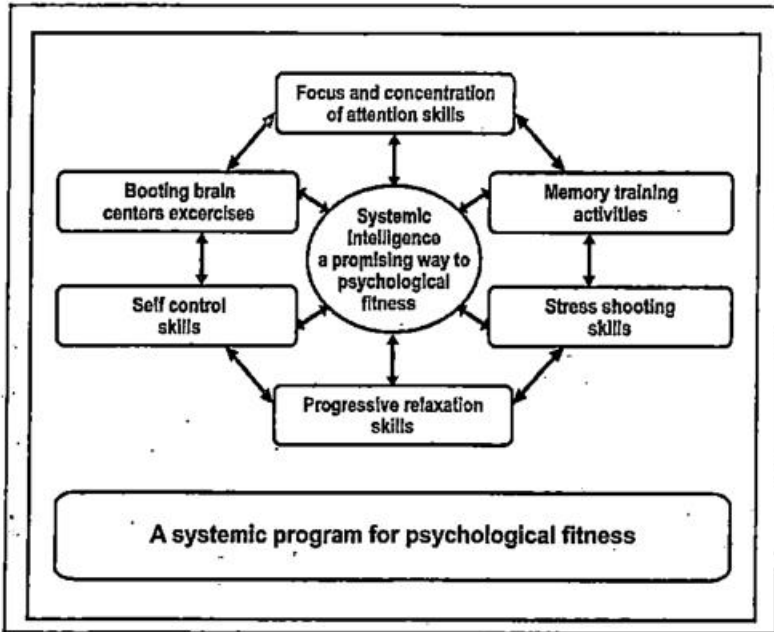 Focus and concentration
of attention skills
Booting brain
centers excercises
Memory training
activities
Systemic
Intelligence
a promising way to
psychological
fitness
Self control
skills
Stress shooting
skills
Progressive relaxation
skills
A systemic program for psychological fitness